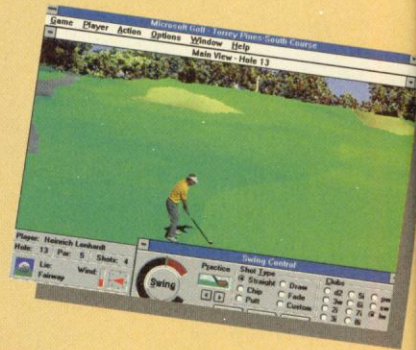 Microsoft Golf - Torrey Pines-South Course
Game Player Action Options Window Help
Main View - Hole 13
Player: Heinrich Lenhardt
Hole: 13 Par: 5 Shots: 4
Lie: Wind:
Fairway
Swing Control
Swing
Practice
Shot Type
Straight Draw
Chip Fade
Putt Custom
Clubs